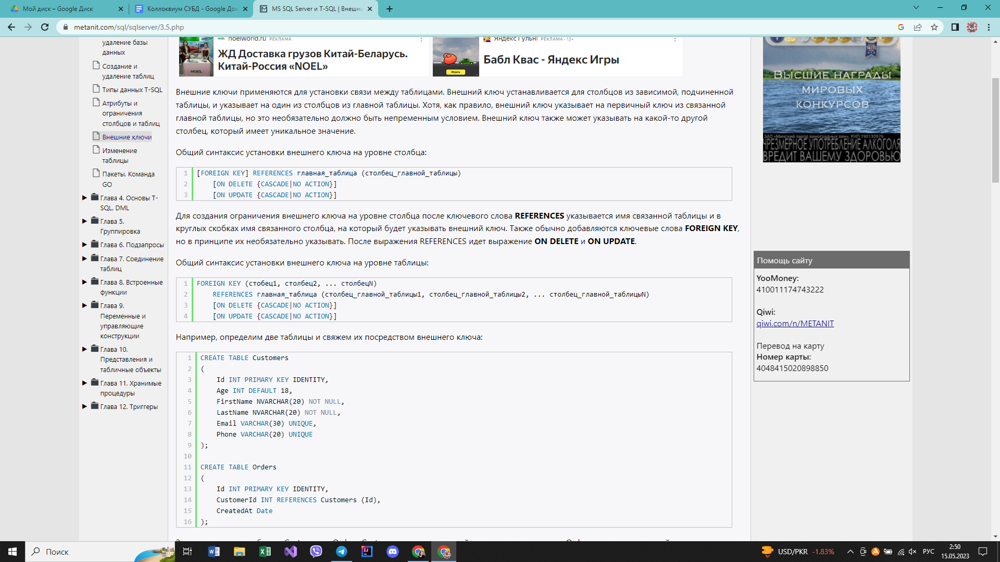 Мой диск – Google Диск
Коллоквиум СУБД - Google Док
MS SQL Server и T-SQL | Внешн
metanit.com/sql/sqlserver/3.5.php
удаление базы
данных
Создание и
удаление таблиц
Типы данных T-SQL
Атрибуты и
ограничения
столбцов и таблиц
Внешние ключи
Изменение
таблицы
Пакеты. Команда
GO
Глава 4. Основы T-
SQL. DML
Глава 5.
Группировка
Глава 6. Подзапросы
Глава 7. Соединение
таблиц
Глава 8. Встроенные
функции
Глава 9.
Переменные и
управляющие
конструкции
Глава 10.
Представления и
табличные объекты
Глава 11. Хранимые
процедуры
Глава 12. Триггеры
noelworld.ru РЕКЛАМА
ЖД Доставка грузов Китай-Беларусь.
Китай-Россия «NOEL»
NOEL
РЕКЛАМА • 12+
Бабл Квас - Яндекс Игры
Играть
Внешние ключи применяются для установки связи между таблицами. Внешний ключ устанавливается для столбцов из зависимой, подчиненной
таблицы, и указывает на один из столбцов из главной таблицы. Хотя, как правило, внешний ключ указывает на первичный ключ из связанной
главной таблицы, но это необязательно должно быть непременным условием. Внешний ключ также может указывать на какой-то другой
столбец, который имеет уникальное значение.
Общий синтаксис установки внешнего ключа на уровне столбца:
1 [FOREIGN KEY] REFERENCES главная_таблица (столбец_главной_таблицы)
2 [ON DELETE {CASCADE|NO ACTION}]
3 [ON UPDATE {CASCADE|NO ACTION}]
Для создания ограничения внешнего ключа на уровне столбца после ключевого слова REFERENCES указывается имя связанной таблицы и в
круглых скобках имя связанного столбца, на который будет указывать внешний ключ. Также обычно добавляются ключевые слова FOREIGN KEY,
но в принципе их необязательно указывать. После выражения REFERENCES идет выражение ON DELETE и ON UPDATE.
Общий синтаксис установки внешнего ключа на уровне таблицы:
1 FOREIGN KEY (стобец1, столбец2, ... столбецN)
2 REFERENCES главная_таблица (столбец_главной_таблицы1, столбец_главной_таблицы2, ... столбец_главной_таблицыN)
3 [ON DELETE {CASCADE|NO ACTION}]
4 [ON UPDATE {CASCADE|NO ACTION}]
Например, определим две таблицы и свяжем их посредством внешнего ключа:
1 CREATE TABLE Customers
2 (
3 Id INT PRIMARY KEY IDENTITY,
4 Age INT DEFAULT 18,
5 FirstName NVARCHAR(20) NOT NULL,
6 LastName NVARCHAR(20) NOT NULL,
7 Email VARCHAR(30) UNIQUE,
8 Phone VARCHAR(20) UNIQUE
9 );
10
11 CREATE TABLE Orders
12 (
13 Id INT PRIMARY KEY IDENTITY,
14 CustomerId INT REFERENCES Customers (Id),
15 CreatedAt Date
16 );
ВЫСШИЕ НАГРАДЫ
МИРОВЫХ
КОНКУРСОВ
ЗАО «Минский завод виноградных вин», УНП 190130976
ЧРЕЗМЕРНОЕ УПОТРЕБЛЕНИЕ АЛКОГОЛЯ
ВРЕДИТ ВАШЕМУ ЗДОРОВЬЮ
Помощь сайту
YooMoney:
410011174743222
Qiwi:
qiwi.com/n/METANIT
Перевод на карту
Номер карты:
4048415020898850
Поиск
USD/PKR -1.83%
РУС
2:50
15.05.2023